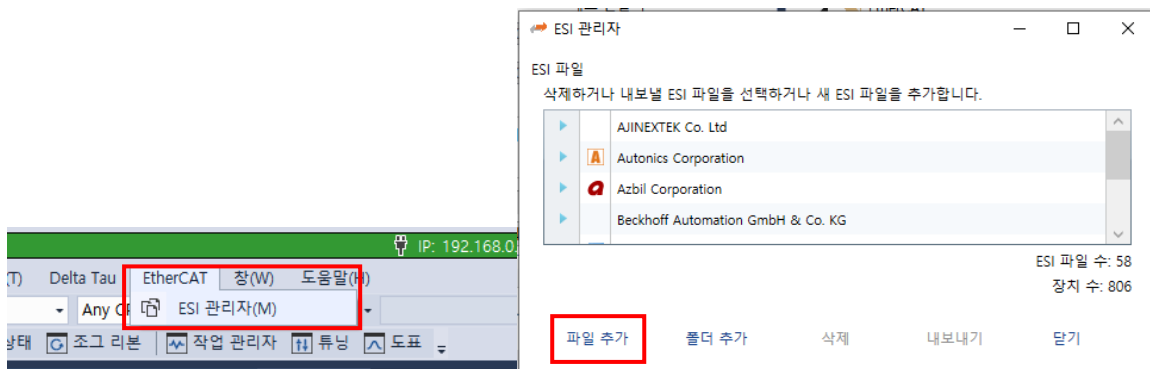 ESI 관리자
ESI 파일
삭제하거나 내보낼 ESI 파일을 선택하거나 새 ESI 파일을 추가합니다.
AJINEXTEK Co. Ltd
Autonics Corporation
Azbil Corporation
Beckhoff Automation GmbH & Co. KG
ESI 파일 수: 58
장치 수: 806
파일 추가 폴더 추가 삭제 내보내기 닫기
IP: 192.168.0.
(T) Delta Tau EtherCAT 창(W) 도움말(H)
Any ESI 관리자(M)
조그 리본 작업 관리자 튜닝 도표